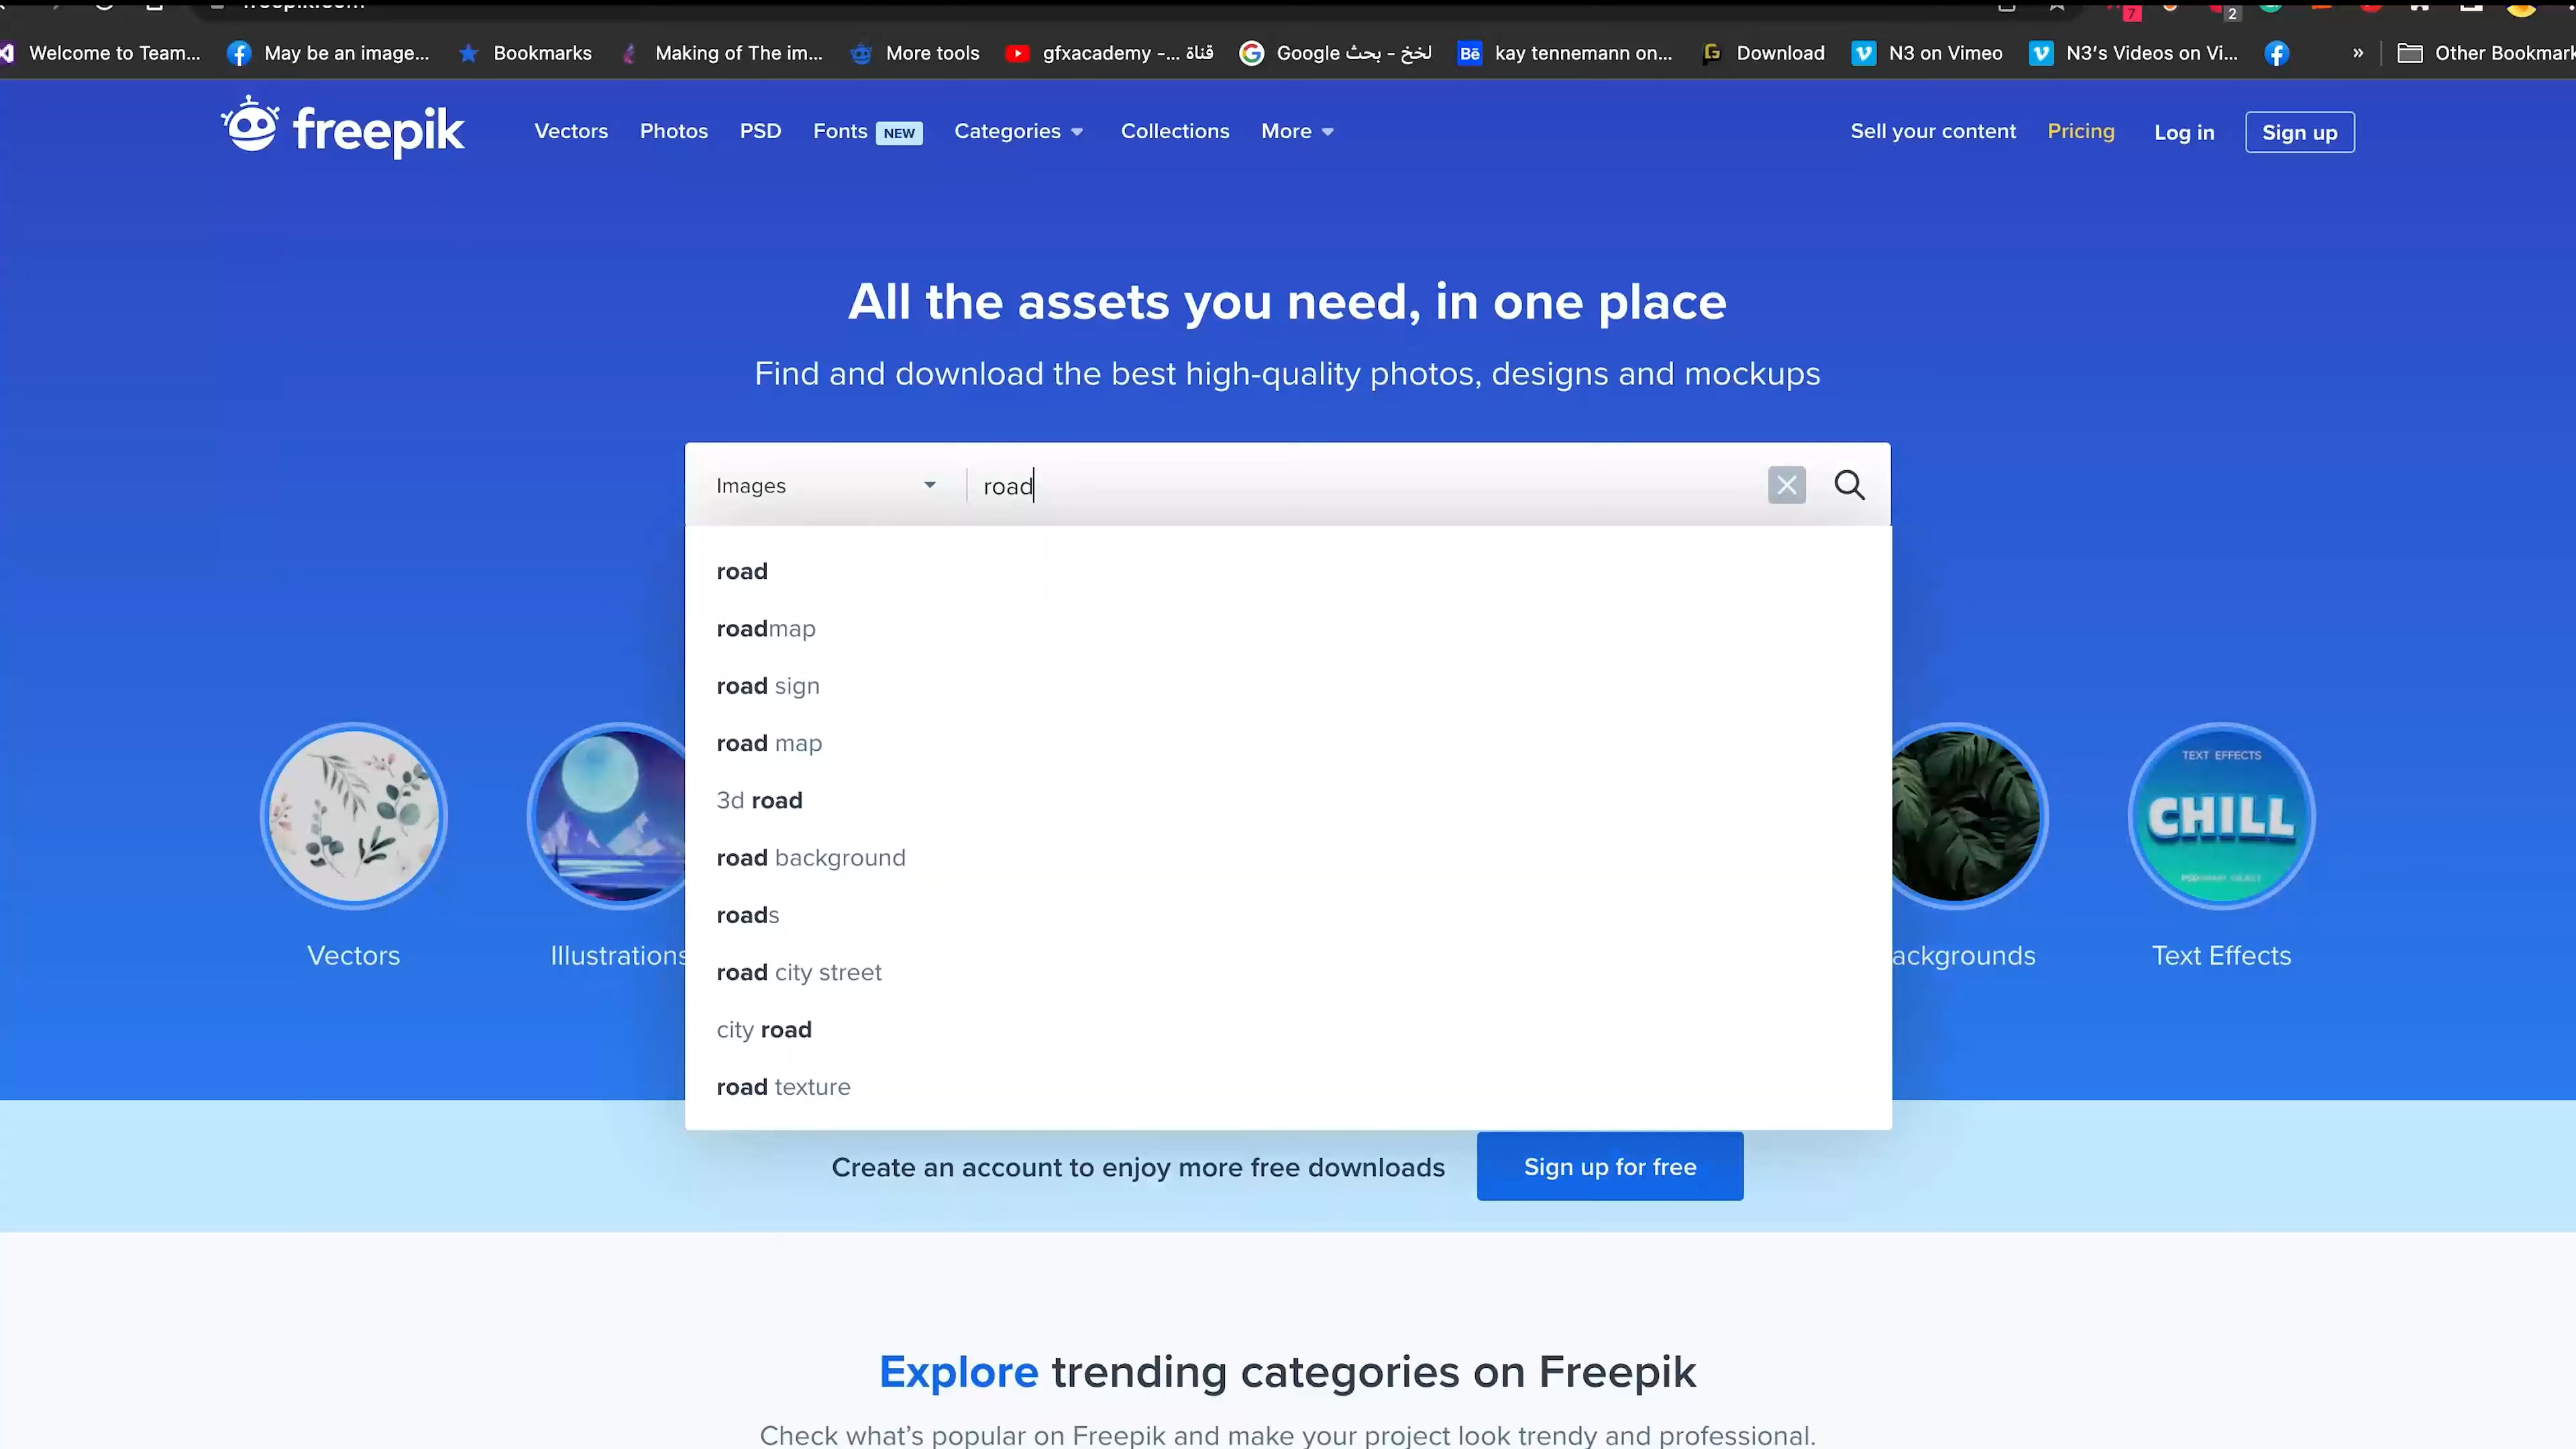 7
2
Welcome to Team...
May be an image...
Bookmarks
Making of The im...
More tools
gfxacademy -... قناة
Google لخخ - بحث
Bē kay tennemann on...
Download
N3 on Vimeo
N3's Videos on Vi...
»
Other Bookmark
freepik
Vectors
Photos
PSD
Fonts NEW
Categories
Collections
More
Sell your content
Pricing
Log in
Sign up
All the assets you need, in one place
Find and download the best high-quality photos, designs and mockups
Images
road
road
roadmap
road sign
road map
3d road
road background
roads
road city street
city road
road texture
TEXT EFFECTS
CHILL
Vectors
Illustrations
ackgrounds
Text Effects
Create an account to enjoy more free downloads
Sign up for free
Explore trending categories on Freepik
Check what's popular on Freepik and make your project look trendy and professional.